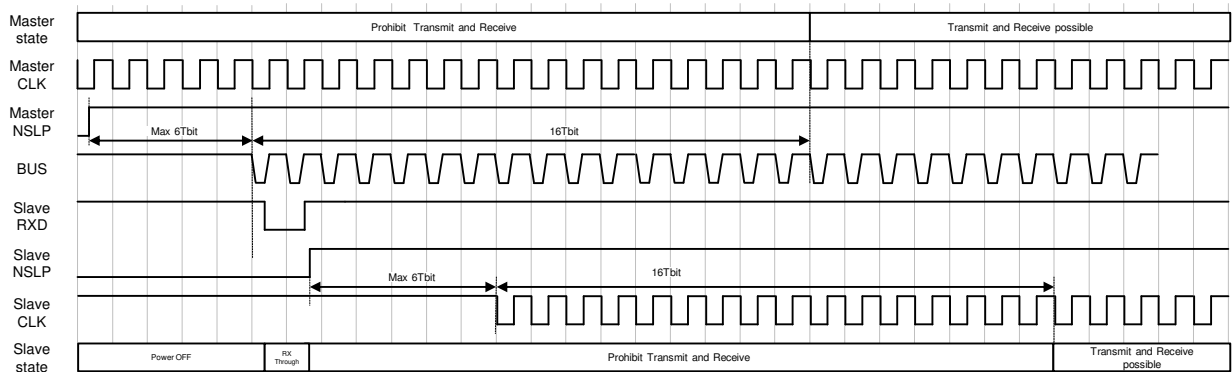 Master
state
Prohibit Transmit and Receive
Transmit and Receive possible
Master
CLK
Master
NSLP
Max 6Tbit
16Tbit
BUS
Slave
RXD
Slave
NSLP
Max 6Tbit
16Tbit
Slave
CLK
Slave
state
Power OFF
RX
Through
Prohibit Transmit and Receive
Transmit and Receive
possible